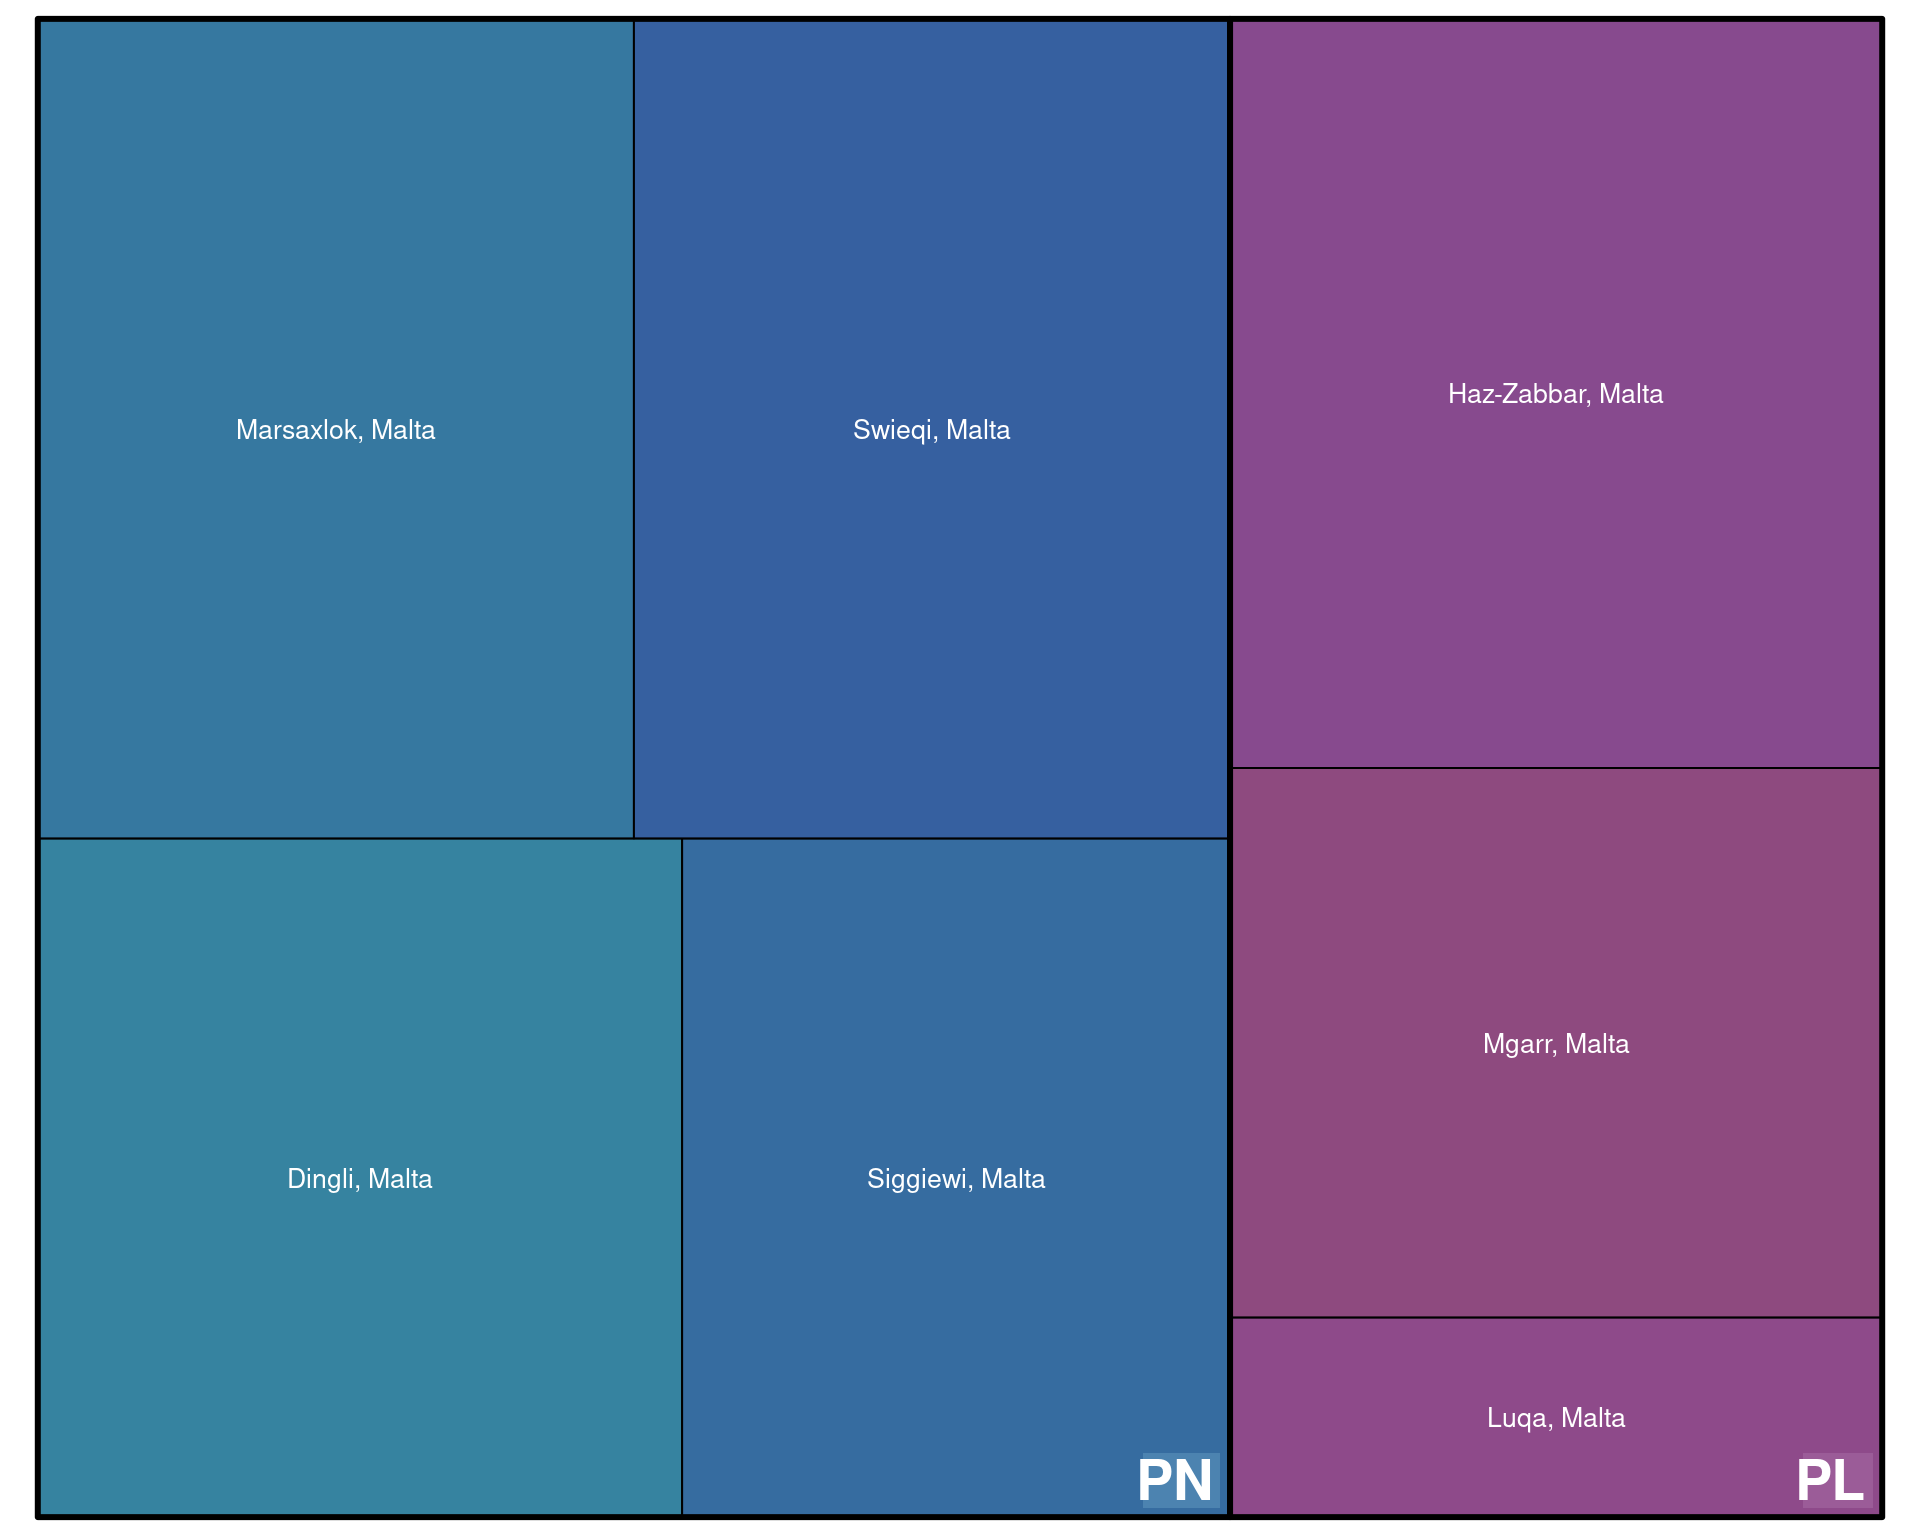 Marsaxlok, Malta
Swieqi, Malta
Haz-Zabbar, Malta
Dingli, Malta
Siggiewi, Malta
Mgarr, Malta
Luqa, Malta
PN
PL